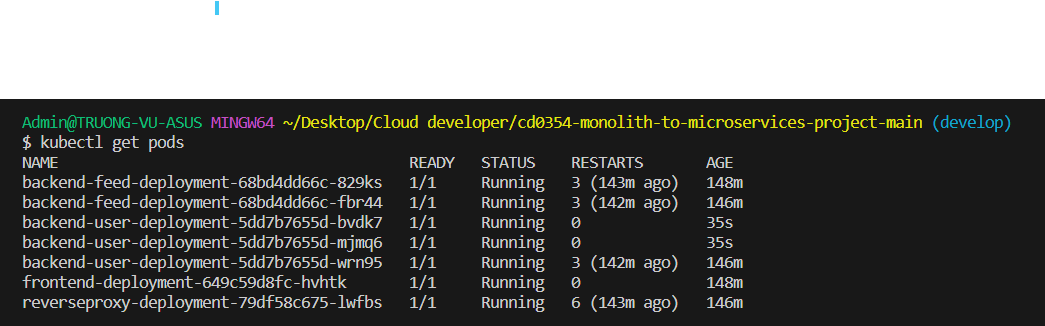 Admin@TRUONG-VU-ASUS MINGW64 ~/Desktop/Cloud developer/cd0354-monolith-to-microservices-project-main (develop)
$ kubectl get pods
NAME READY STATUS RESTARTS AGE
backend-feed-deployment-68bd4dd66c-829ks 1/1 Running 3 (143m ago) 148m
backend-feed-deployment-68bd4dd66c-fbr44 1/1 Running 3 (142m ago) 146m
backend-user-deployment-5dd7b7655d-bvdk7 1/1 Running 0 35s
backend-user-deployment-5dd7b7655d-mjmq6 1/1 Running 0 35s
backend-user-deployment-5dd7b7655d-wrn95 1/1 Running 3 (142m ago) 146m
frontend-deployment-649c59d8fc-hvhtk 1/1 Running 0 148m
reverseproxy-deployment-79df58c675-lwfbs 1/1 Running 6 (143m ago) 146m